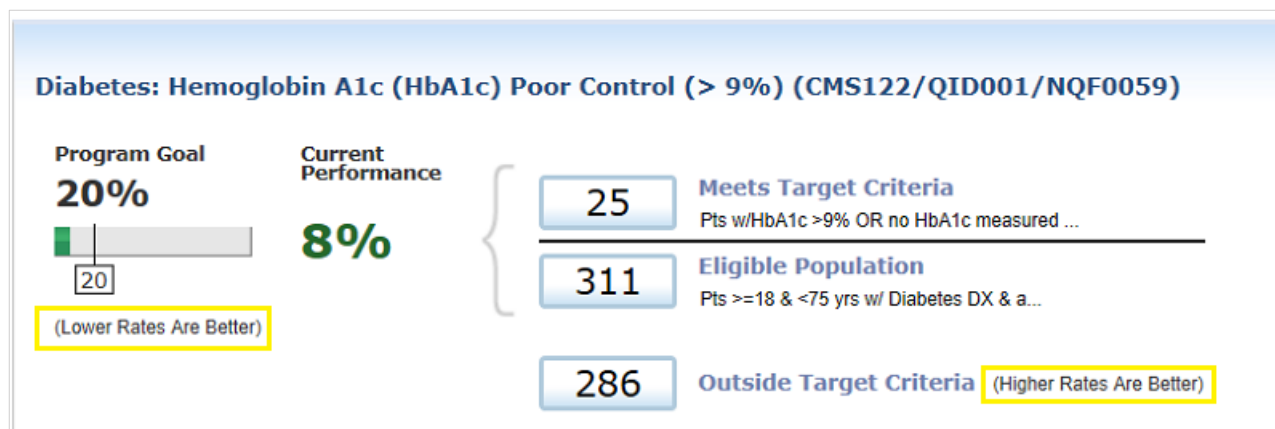 Diabetes: Hemoglobin A1c (HbA1c) Poor Control (> 9%) (CMS122/QID001/NQF0059)
Program Goal
20%
20
(Lower Rates Are Better)
Current
Performance
8%
25
Meets Target Criteria
Pts w/HbA1c >9% OR no HbA1c measured ...
311
Eligible Population
Pts >=18 & <75 yrs w/ Diabetes DX & a...
286
Outside Target Criteria (Higher Rates Are Better)